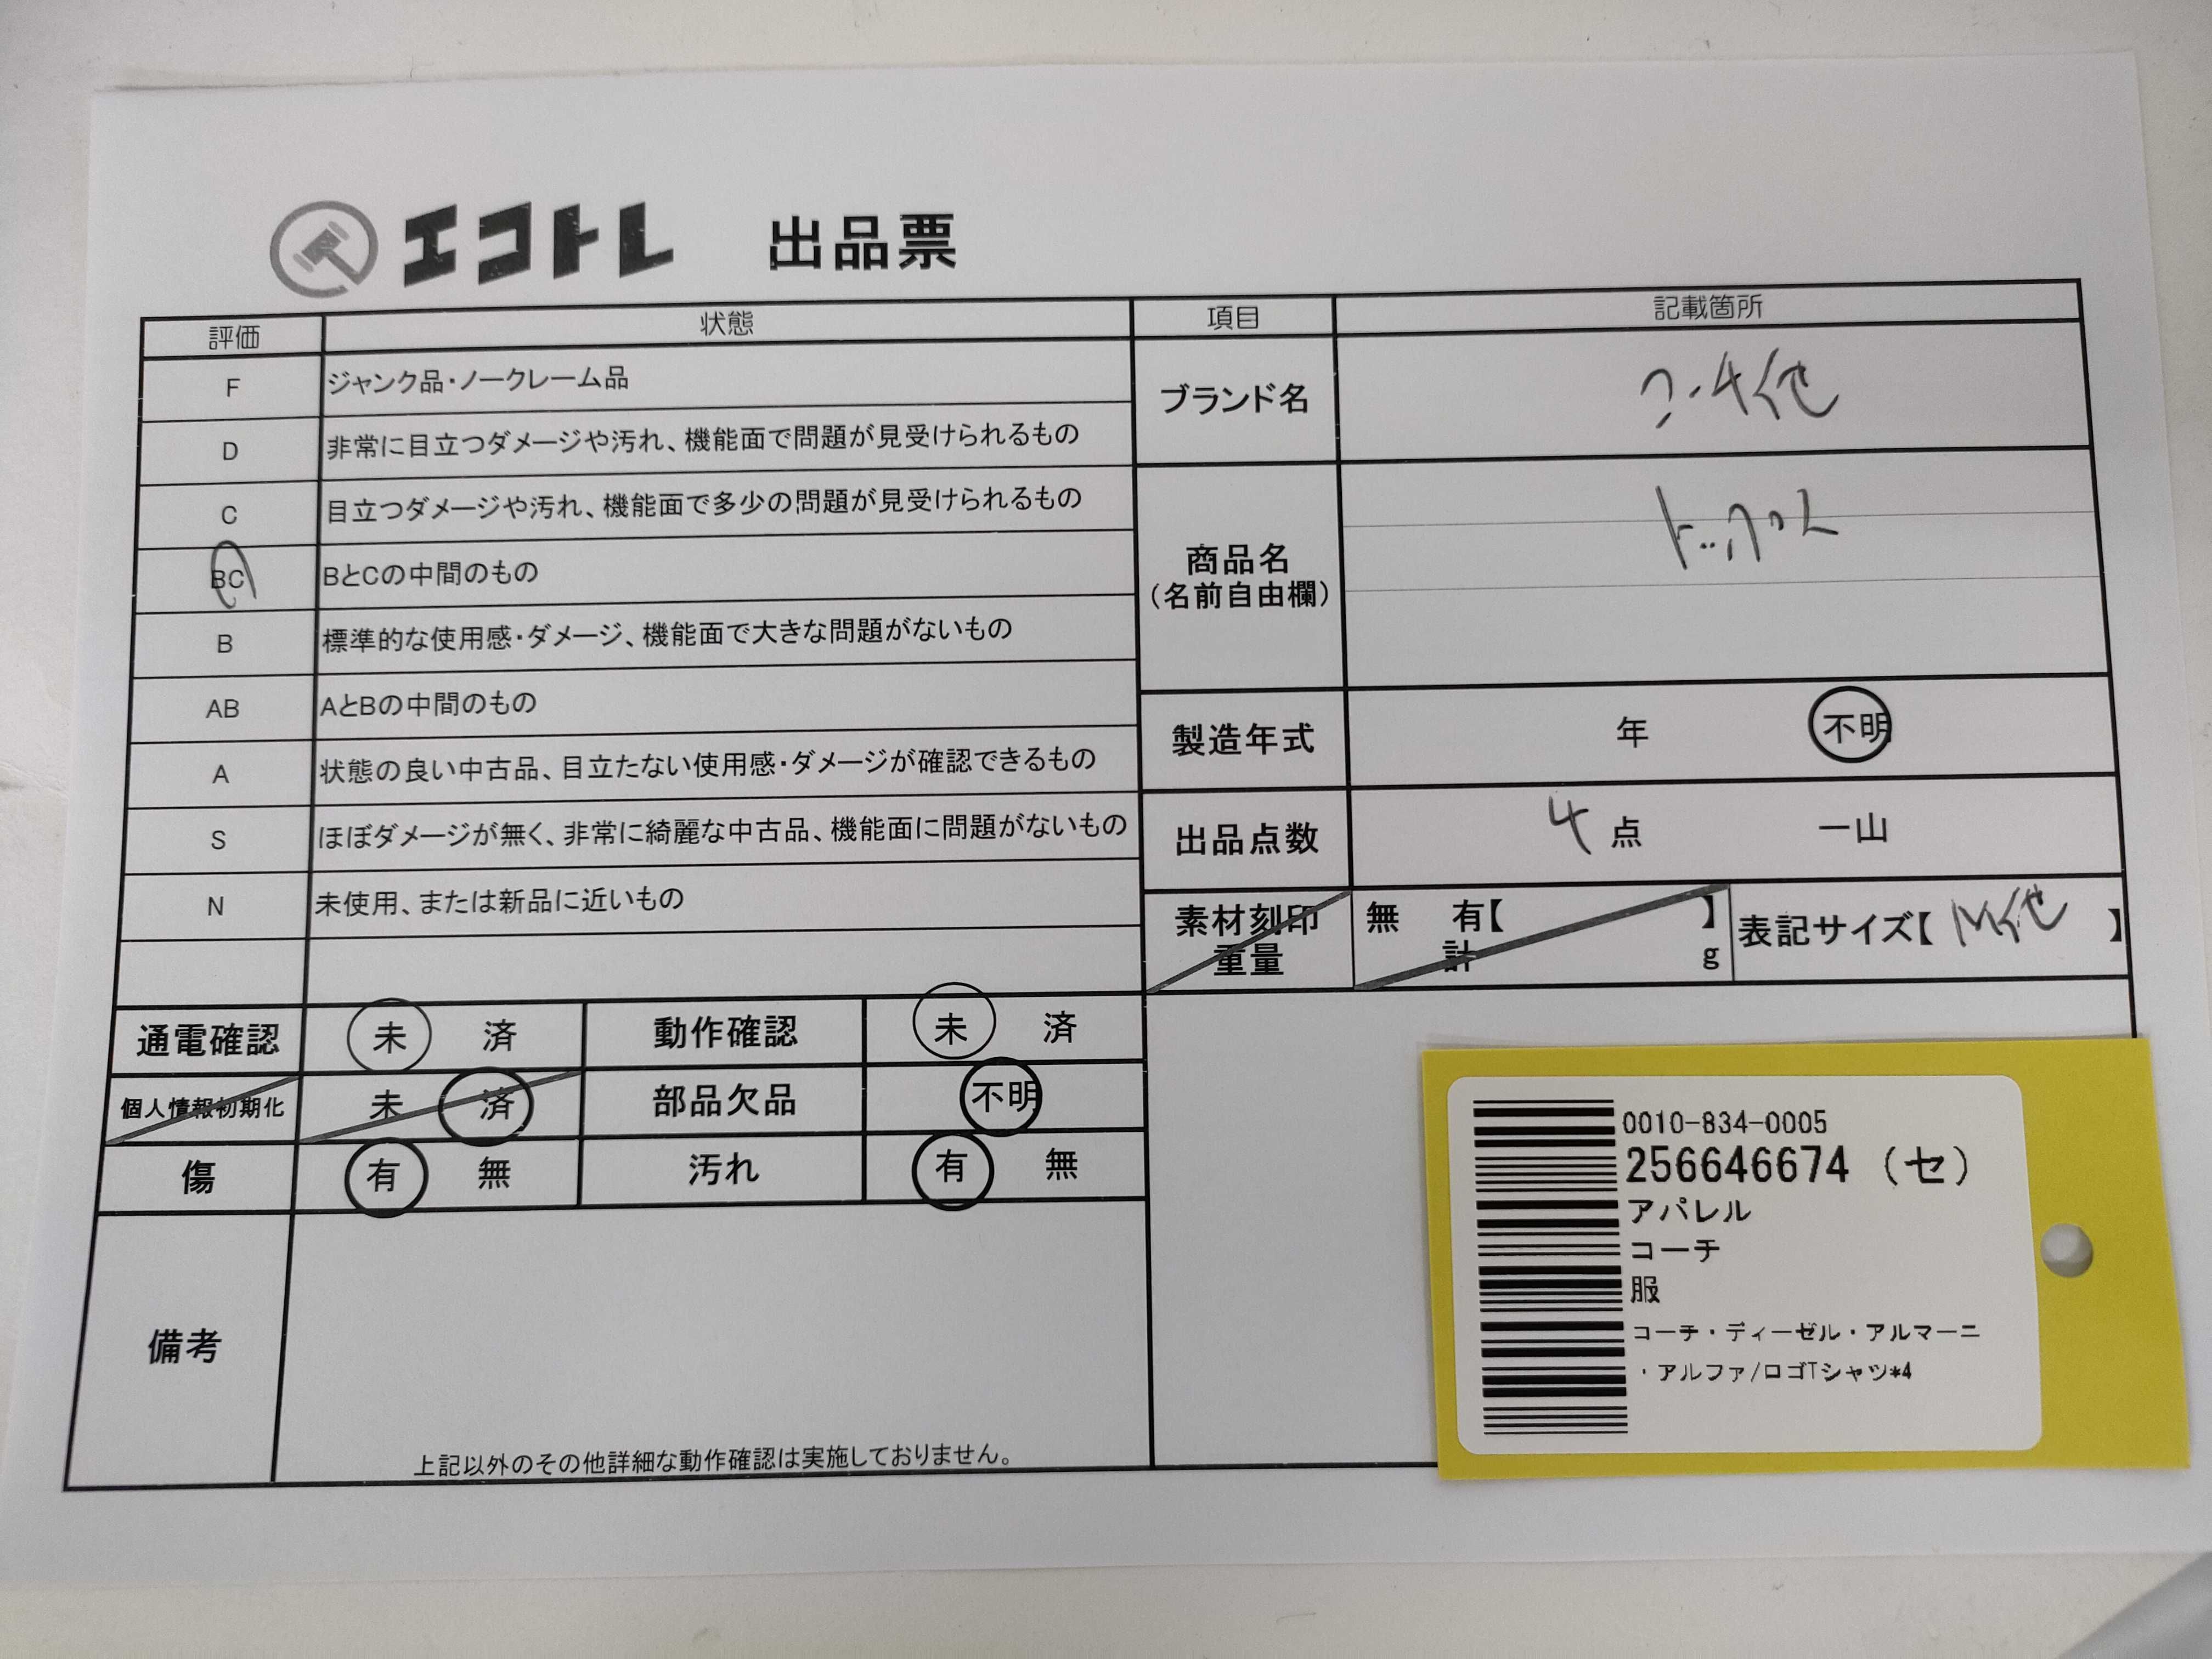 エコトレ 出品票
評価 状態
F ジャンク品・ノークレーム品
D 非常に目立つダメージや汚れ、機能面で問題が見受けられるもの
C 目立つダメージや汚れ、機能面で多少の問題が見受けられるもの
BC BとCの中間のもの
B 標準的な使用感・ダメージ、機能面で大きな問題がないもの
AB AとBの中間のもの
A 状態の良い中古品、目立たない使用感・ダメージが確認できるもの
S ほぼダメージが無く、非常に綺麗な中古品、機能面に問題がないもの
N 未使用、または新品に近いもの
項目 記載箇所
ブランド名 コーチ他
商品名
(名前自由欄)
製造年式 年 不明
出品点数 4点 一山
素材刻印 無 有【 】
重量 計 g
表記サイズ【M他】
通電確認 未 済 動作確認 未 済
個人情報初期化 未 済 部品欠品 不明
傷 有 無 汚れ 有 無
備考
上記以外のその他詳細な動作確認は実施しておりません。
0010-834-0005
256646674 (セ)
アパレル
コーチ
服
コーチ・ディーゼル・アルマーニ
・アルファ/ロゴTシャツ*4